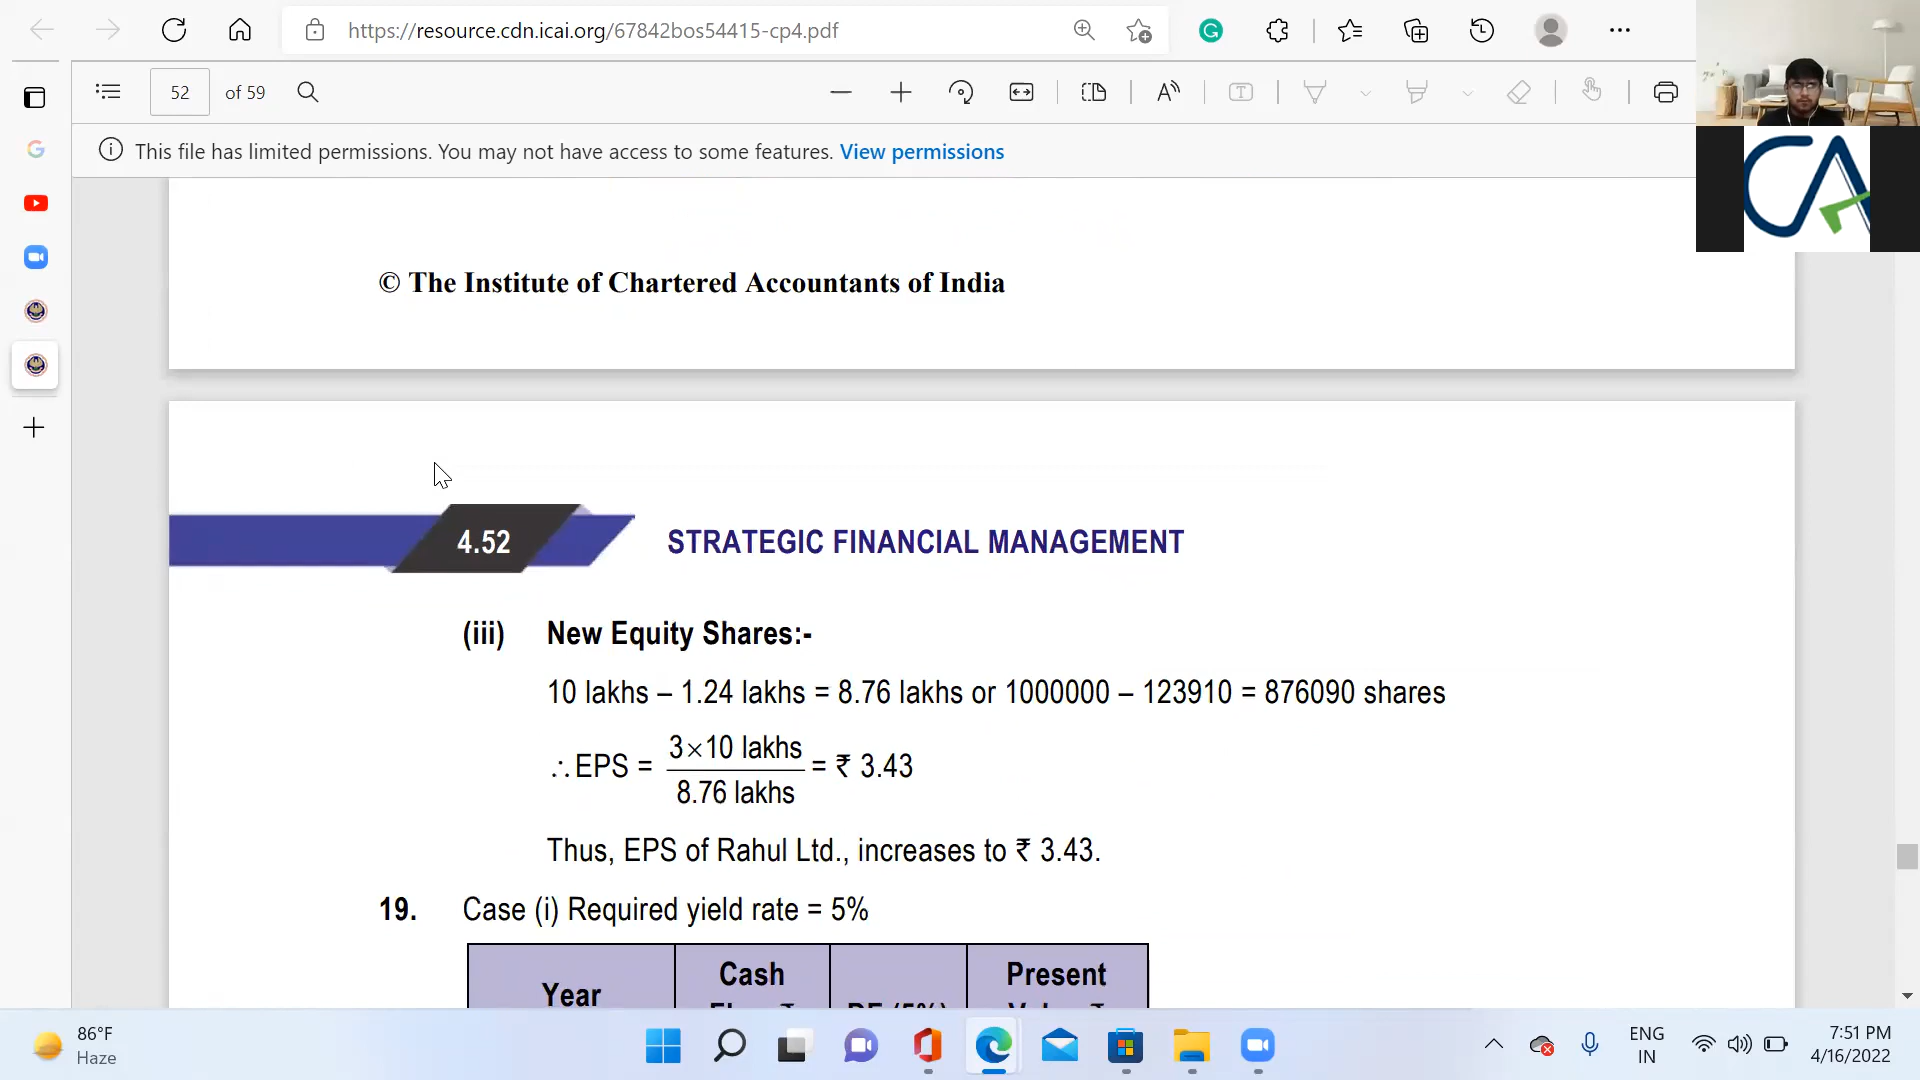 https://resource.cdn.icai.org/67842bos54415-cp4.pdf
52 of 59
This file has limited permissions. You may not have access to some features. View permissions
© The Institute of Chartered Accountants of India
4.52 STRATEGIC FINANCIAL MANAGEMENT
(iii) New Equity Shares:-
10 lakhs – 1.24 lakhs = 8.76 lakhs or 1000000 – 123910 = 876090 shares
∴EPS = 3×10 lakhs / 8.76 lakhs = ₹ 3.43
Thus, EPS of Rahul Ltd., increases to ₹ 3.43.
19. Case (i) Required yield rate = 5%
Year Cash Present
CA
86°F
Haze
ENG
IN
7:51 PM
4/16/2022